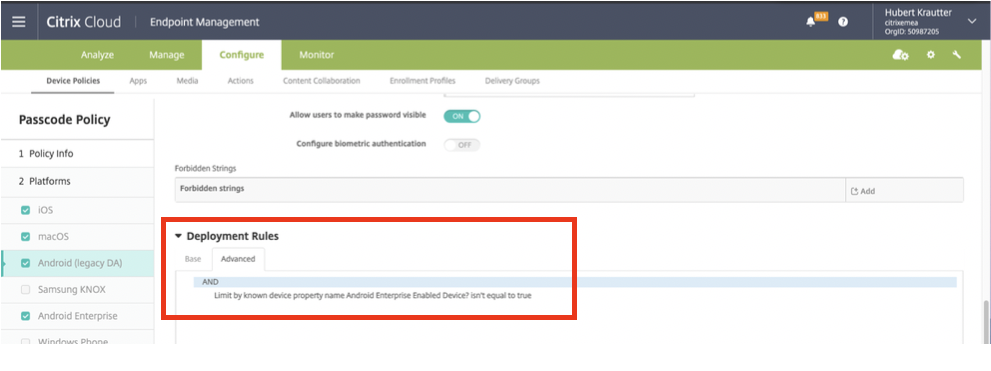 Citrix Cloud Endpoint Management 833 Hubert Krautter
citrixemea
OrgID: 50987205
Analyze Manage Configure Monitor
Device Policies Apps Media Actions Content Collaboration Enrollment Profiles Delivery Groups
Passcode Policy
1 Policy Info
2 Platforms
iOS
macOS
Android (legacy DA)
Samsung KNOX
Android Enterprise
Windows Phone
Allow users to make password visible ON
Configure biometric authentication OFF
Forbidden Strings
Forbidden strings Add
Deployment Rules
Base Advanced
AND
Limit by known device property name Android Enterprise Enabled Device? isn't equal to true